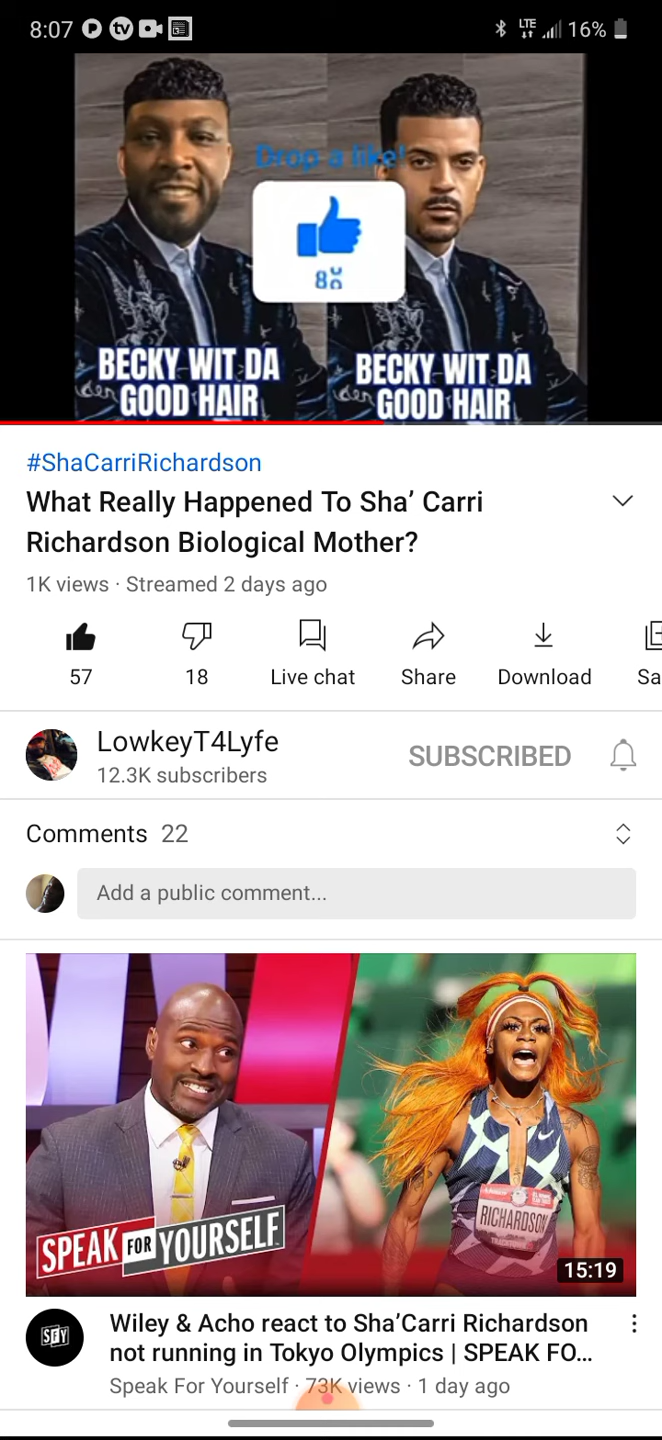 8:07
tv
LTE
16%
Drop a like!
BECKY WIT DA
GOOD HAIR
BECKY WIT DA
GOOD HAIR
#ShaCarriRichardson
What Really Happened To Sha’ Carri
Richardson Biological Mother?
1K views · Streamed 2 days ago
57
18
Live chat
Share
Download
Sa
LowkeyT4Lyfe
12.3K subscribers
SUBSCRIBED
Comments 22
Add a public comment...
SPEAK FOR YOURSELF
RICHARDSON
15:19
SFY
Wiley & Acho react to Sha’Carri Richardson
not running in Tokyo Olympics | SPEAK FO...
Speak For Yourself · 73K views · 1 day ago